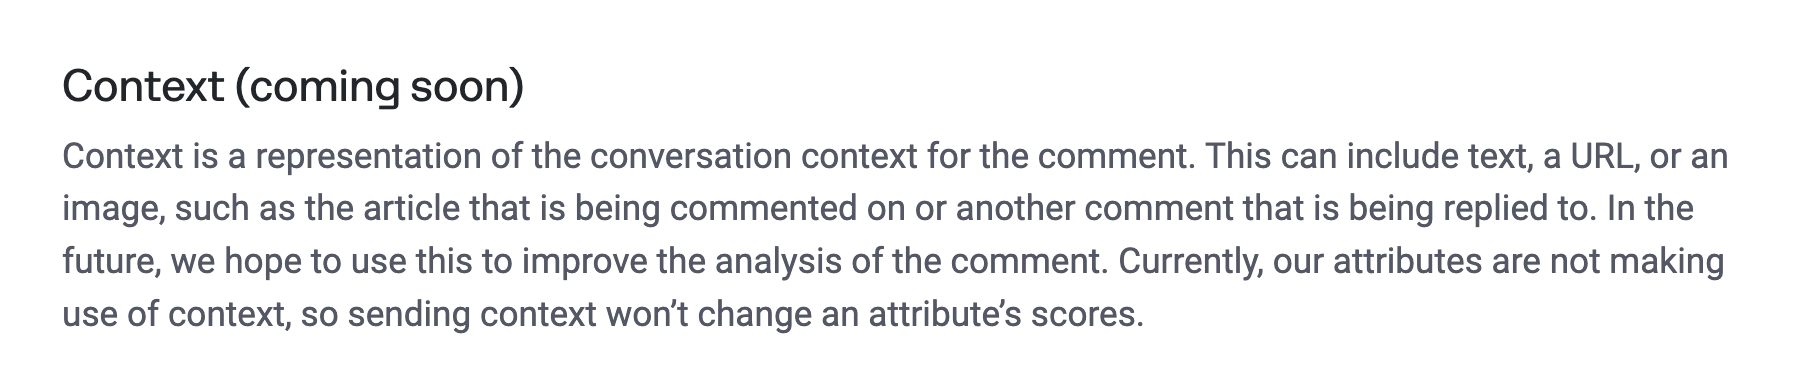 Context (coming soon)
Context is a representation of the conversation context for the comment. This can include text, a URL, or an
image, such as the article that is being commented on or another comment that is being replied to. In the
future, we hope to use this to improve the analysis of the comment. Currently, our attributes are not making
use of context, so sending context won’t change an attribute’s scores.